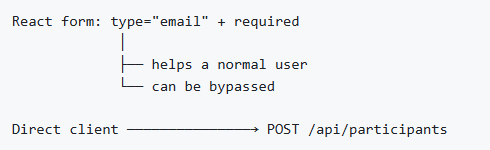 React form: type="email" + required
│
├── helps a normal user
└── can be bypassed
Direct client ───────────────→ POST /api/participants